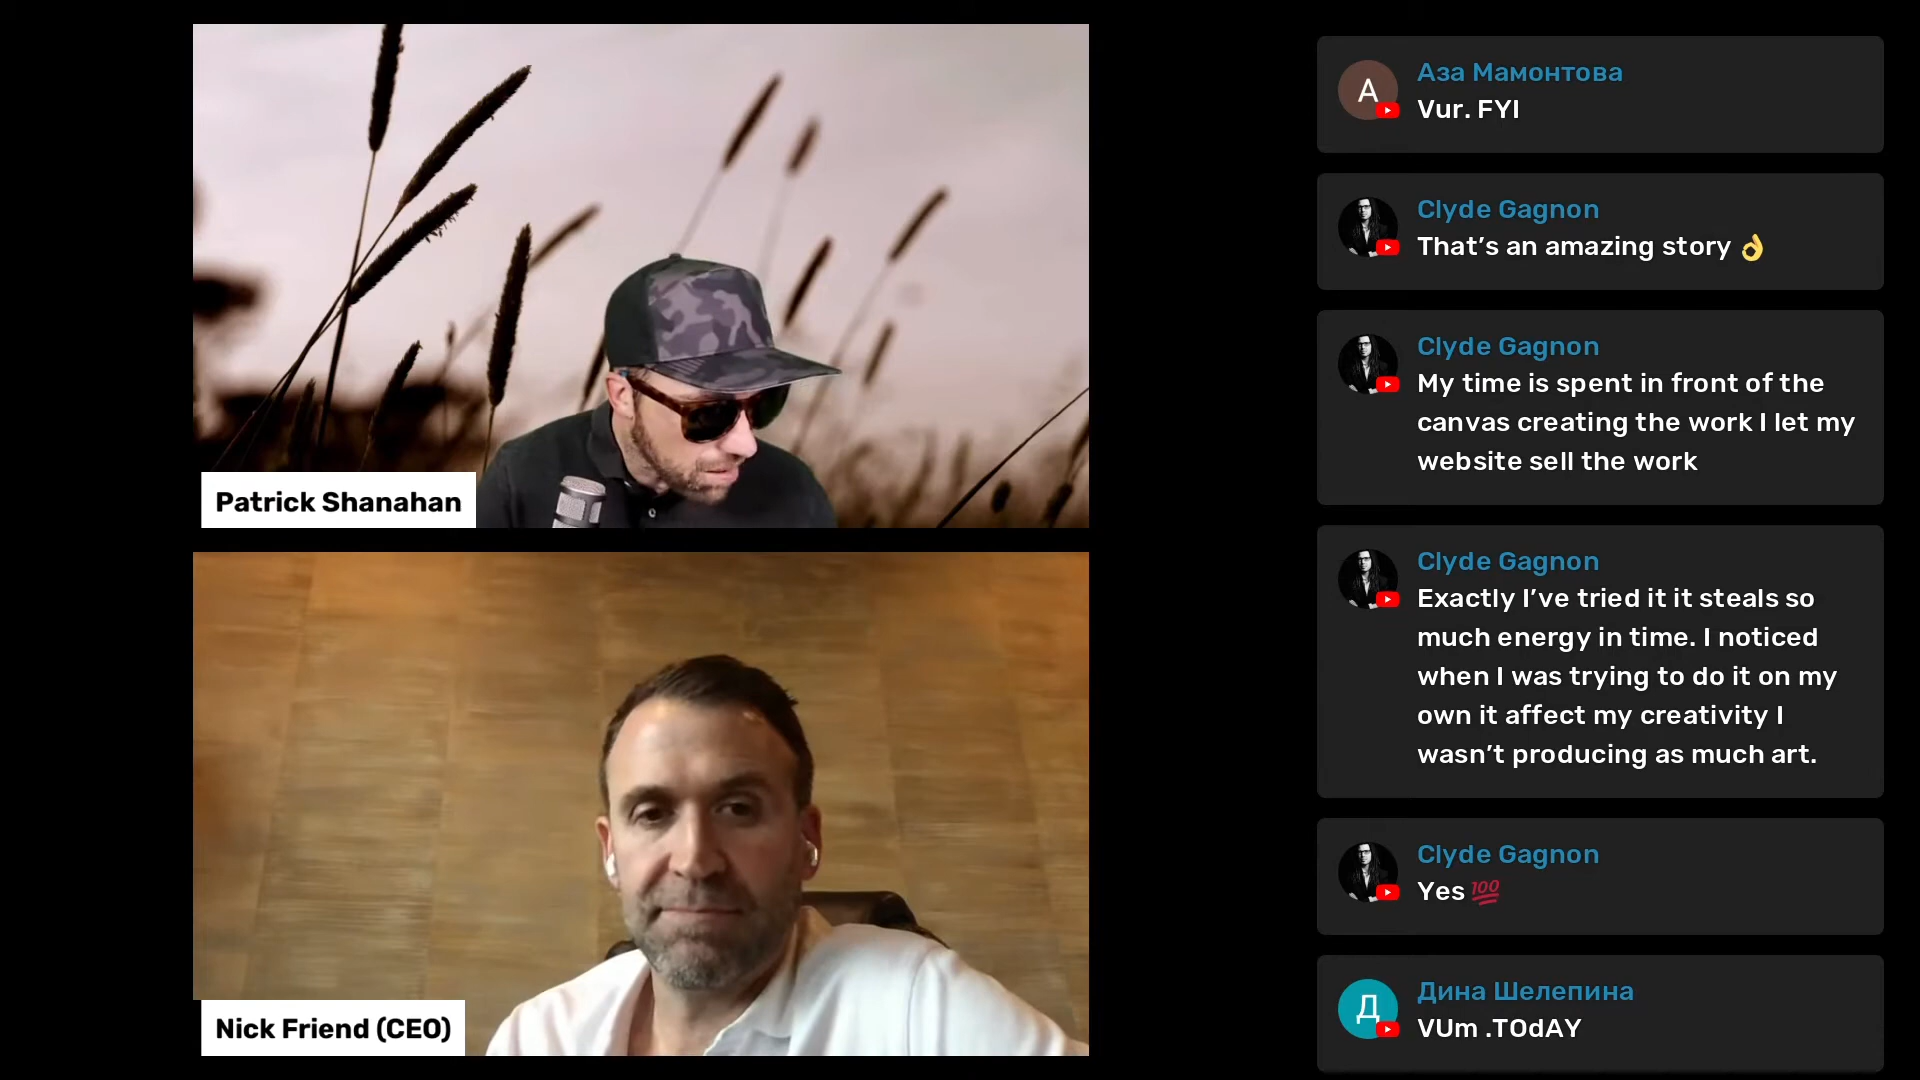 Patrick Shanahan
Nick Friend (CEO)
A
Аза Мамонтова
Vur. FYI
Clyde Gagnon
That’s an amazing story 👌
Clyde Gagnon
My time is spent in front of the
canvas creating the work I let my
website sell the work
Clyde Gagnon
Exactly I’ve tried it it steals so
much energy in time. I noticed
when I was trying to do it on my
own it affect my creativity I
wasn’t producing as much art.
Clyde Gagnon
Yes 💯
Д
Дина Шелепина
VUm .TOdAY